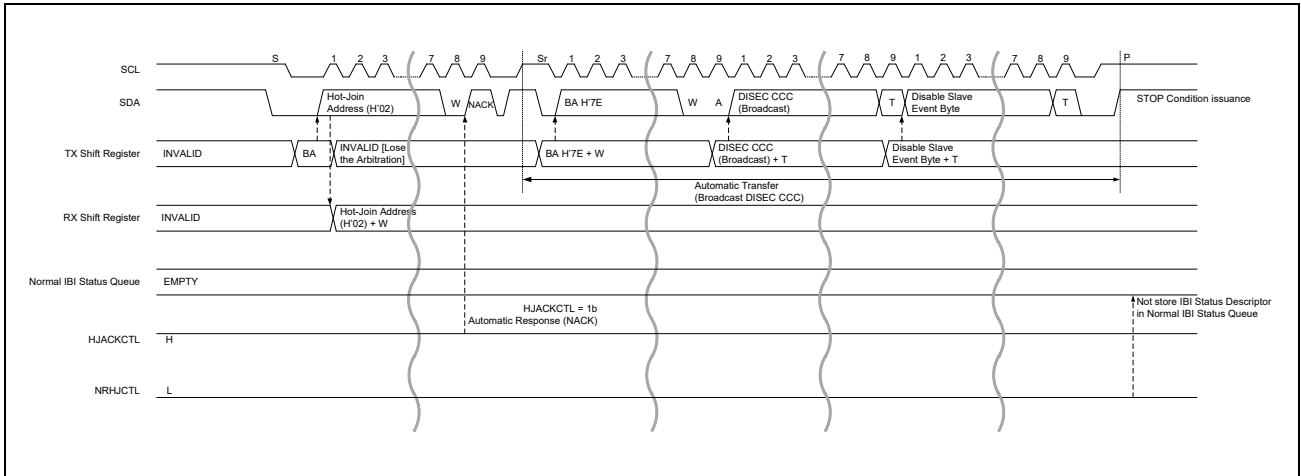 S 1 2 3 7 8 9 Sr 1 2 3 7 8 9 1 2 3 7 8 9 1 2 3 7 8 9 P
SCL
SDA
Hot-Join
Address (H'02)
W
NACK
BA H'7E
W
A
DISEC CCC
(Broadcast)
T
Disable Slave
Event Byte
T
STOP Condition issuance
TX Shift Register
INVALID
BA
INVALID [Lose
the Arbitration]
BA H'7E + W
DISEC CCC
(Broadcast) + T
Disable Slave
Event Byte + T
Automatic Transfer
(Broadcast DISEC CCC)
RX Shift Register
INVALID
Hot-Join Address
(H'02) + W
Normal IBI Status Queue
EMPTY
Not store IBI Status Descriptor
in Normal IBI Status Queue
HJACKCTL = 1b
Automatic Response (NACK)
HJACKCTL
H
NRHJCTL
L